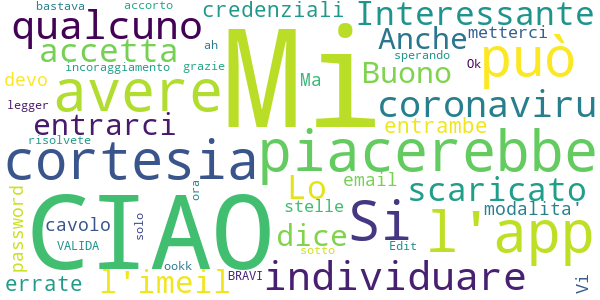 bastava
accorto
credenziali
Interessante
qualcuno
Mi
Anche
metterci
può
accetta
ah
sperando
incoraggiamento
grazie
Ma
Buono
Ok
devo
avere
legger
coronaviru
entrarci
entrambe
risolvete
cortesia
piacerebbe
Lo
email
scaricato
ora
password
CIAO
stelle
modalita'
Si
l'app
cavolo
solo
dice
VALIDA
Edit
sotto
ookk
individuare
errate
l'imeil
BRAVI
Vi